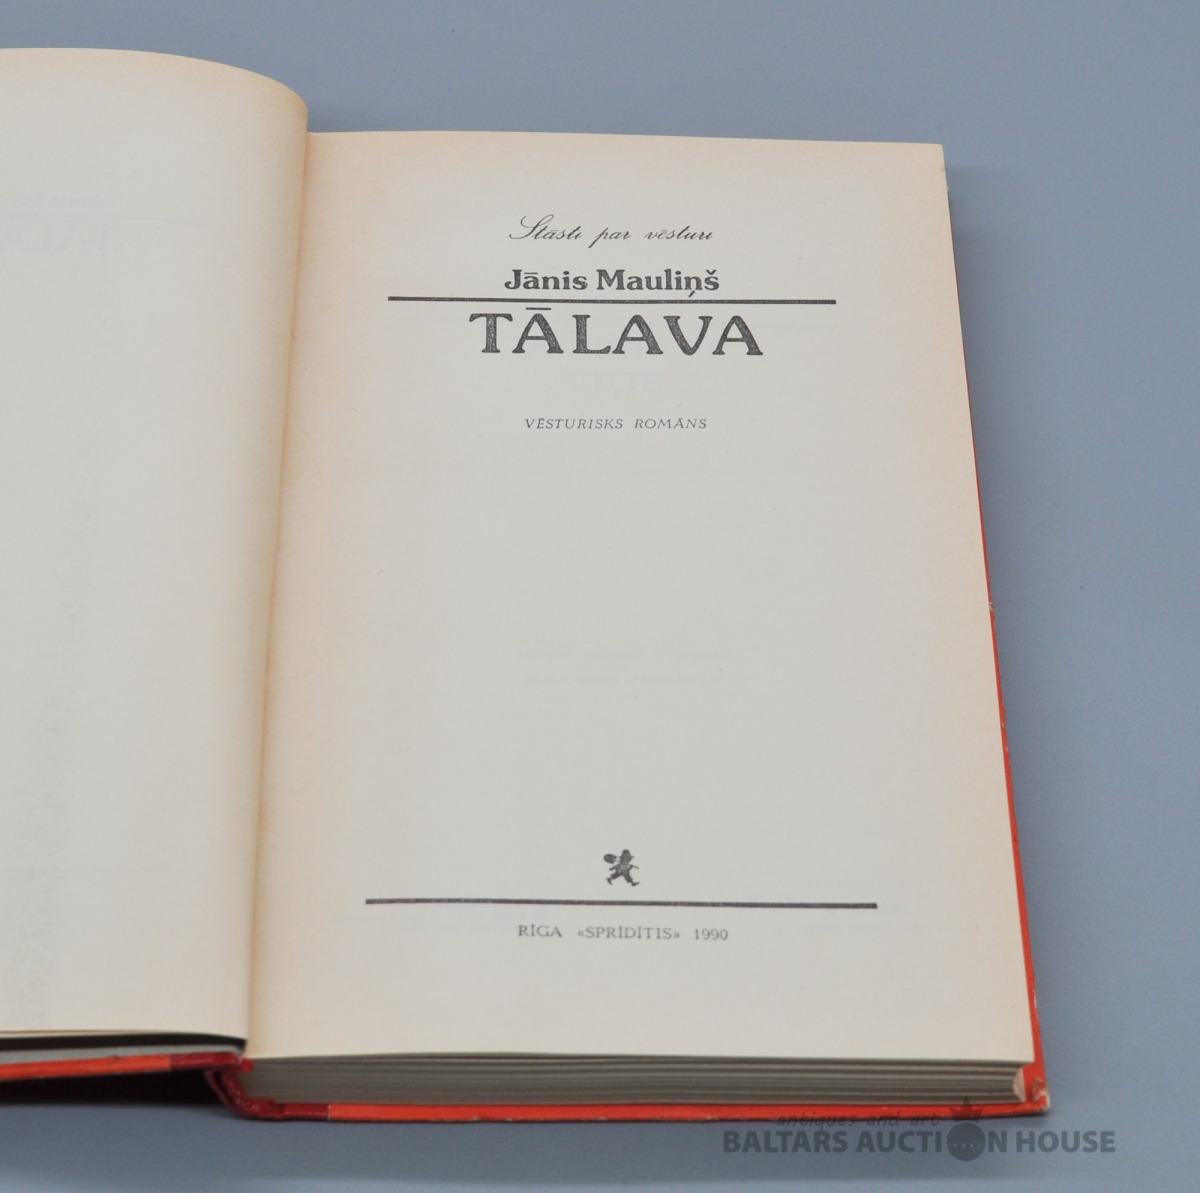 Stāsti par vēsturi
Jānis Mauliņš
TĀLAVA
VĒSTURISKS ROMĀNS
RĪGA «SPRĪDĪTIS» 1990
antiques and art
BALTARS AUCTION HOUSE